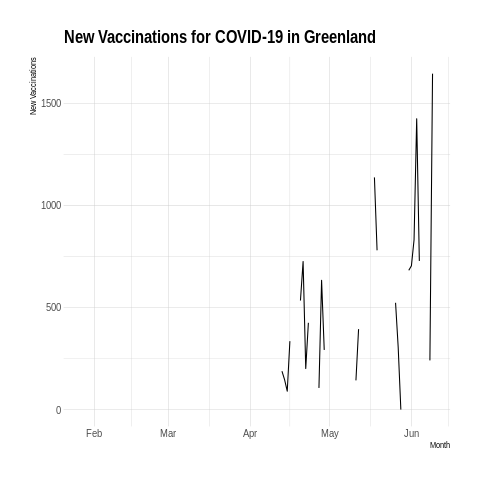 New Vaccinations for COVID-19 in Greenland
New Vaccinations
1500
1000
500
0
Feb Mar Apr May Jun
Month